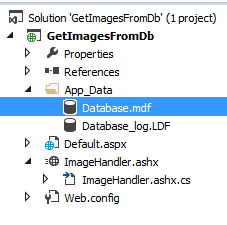 Solution 'GetImagesFromDb' (1 project)
GetImagesFromDb
Properties
References
App_Data
Database.mdf
Database_log.LDF
Default.aspx
ImageHandler.ashx
ImageHandler.ashx.cs
Web.config